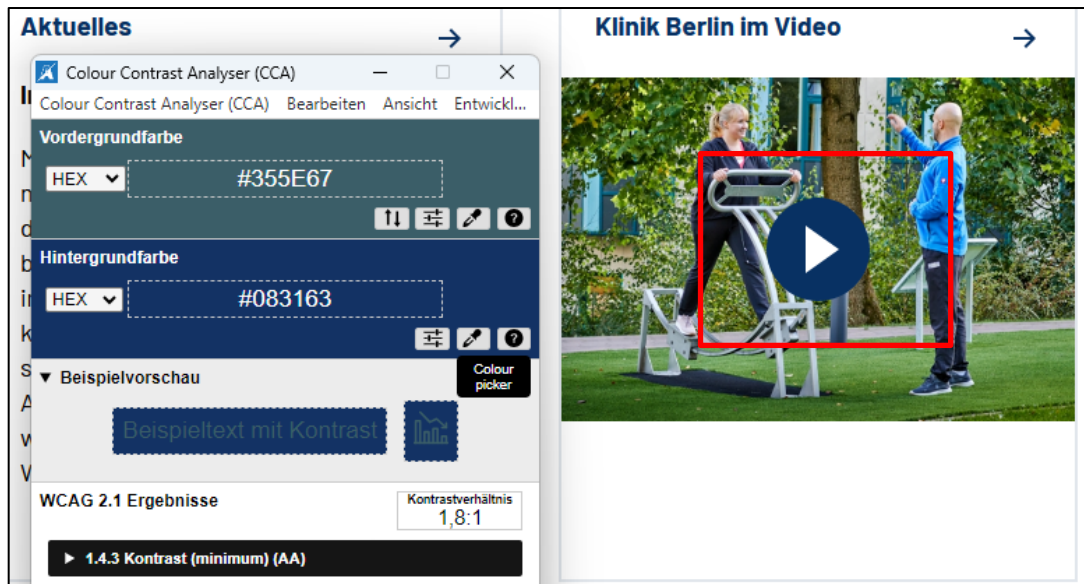 Aktuelles
Klinik Berlin im Video
Colour Contrast Analyser (CCA)
Colour Contrast Analyser (CCA) Bearbeiten Ansicht Entwickl...
Vordergrundfarbe
HEX #355E67
Hintergrundfarbe
HEX #083163
Colour
picker
Beispielvorschau
Beispieltext mit Kontrast
WCAG 2.1 Ergebnisse
Kontrastverhältnis
1,8:1
1.4.3 Kontrast (minimum) (AA)